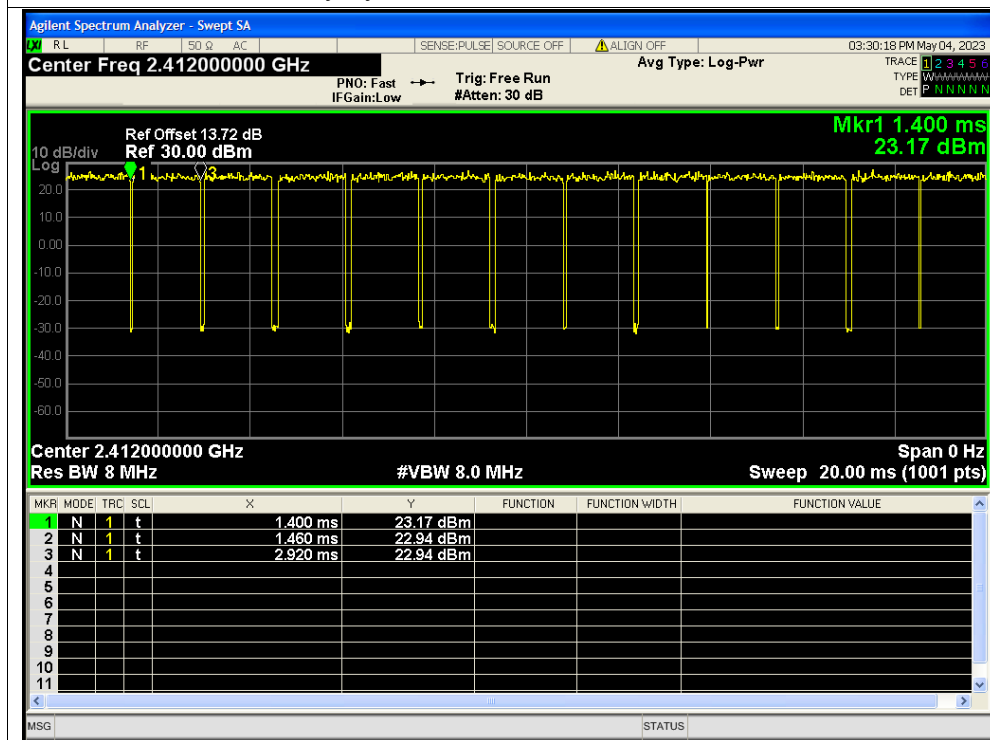 Agilent Spectrum Analyzer - Swept SA
LXI RL RF 50 Ω AC SENSE:PULSE SOURCE OFF ALIGN OFF 03:30:18 PM May 04, 2023
Center Freq 2.412000000 GHz Avg Type: Log-Pwr TRACE 1 2 3 4 5 6
PNO: Fast Trig: Free Run TYPE WWWWWW
IFGain:Low #Atten: 30 dB DET P N N N N N
Mkr1 1.400 ms
Ref Offset 13.72 dB
10 dB/div Ref 30.00 dBm 23.17 dBm
Log
1 3
20.0
10.0
0.00
-10.0
-20.0
-30.0
-40.0
-50.0
-60.0
Center 2.412000000 GHz Span 0 Hz
Res BW 8 MHz #VBW 8.0 MHz Sweep 20.00 ms (1001 pts)
MKR MODE TRC SCL X Y FUNCTION FUNCTION WIDTH FUNCTION VALUE
1 N 1 t 1.400 ms 23.17 dBm
2 N 1 t 1.460 ms 22.94 dBm
3 N 1 t 2.920 ms 22.94 dBm
4
5
6
7
8
9
10
11
MSG STATUS